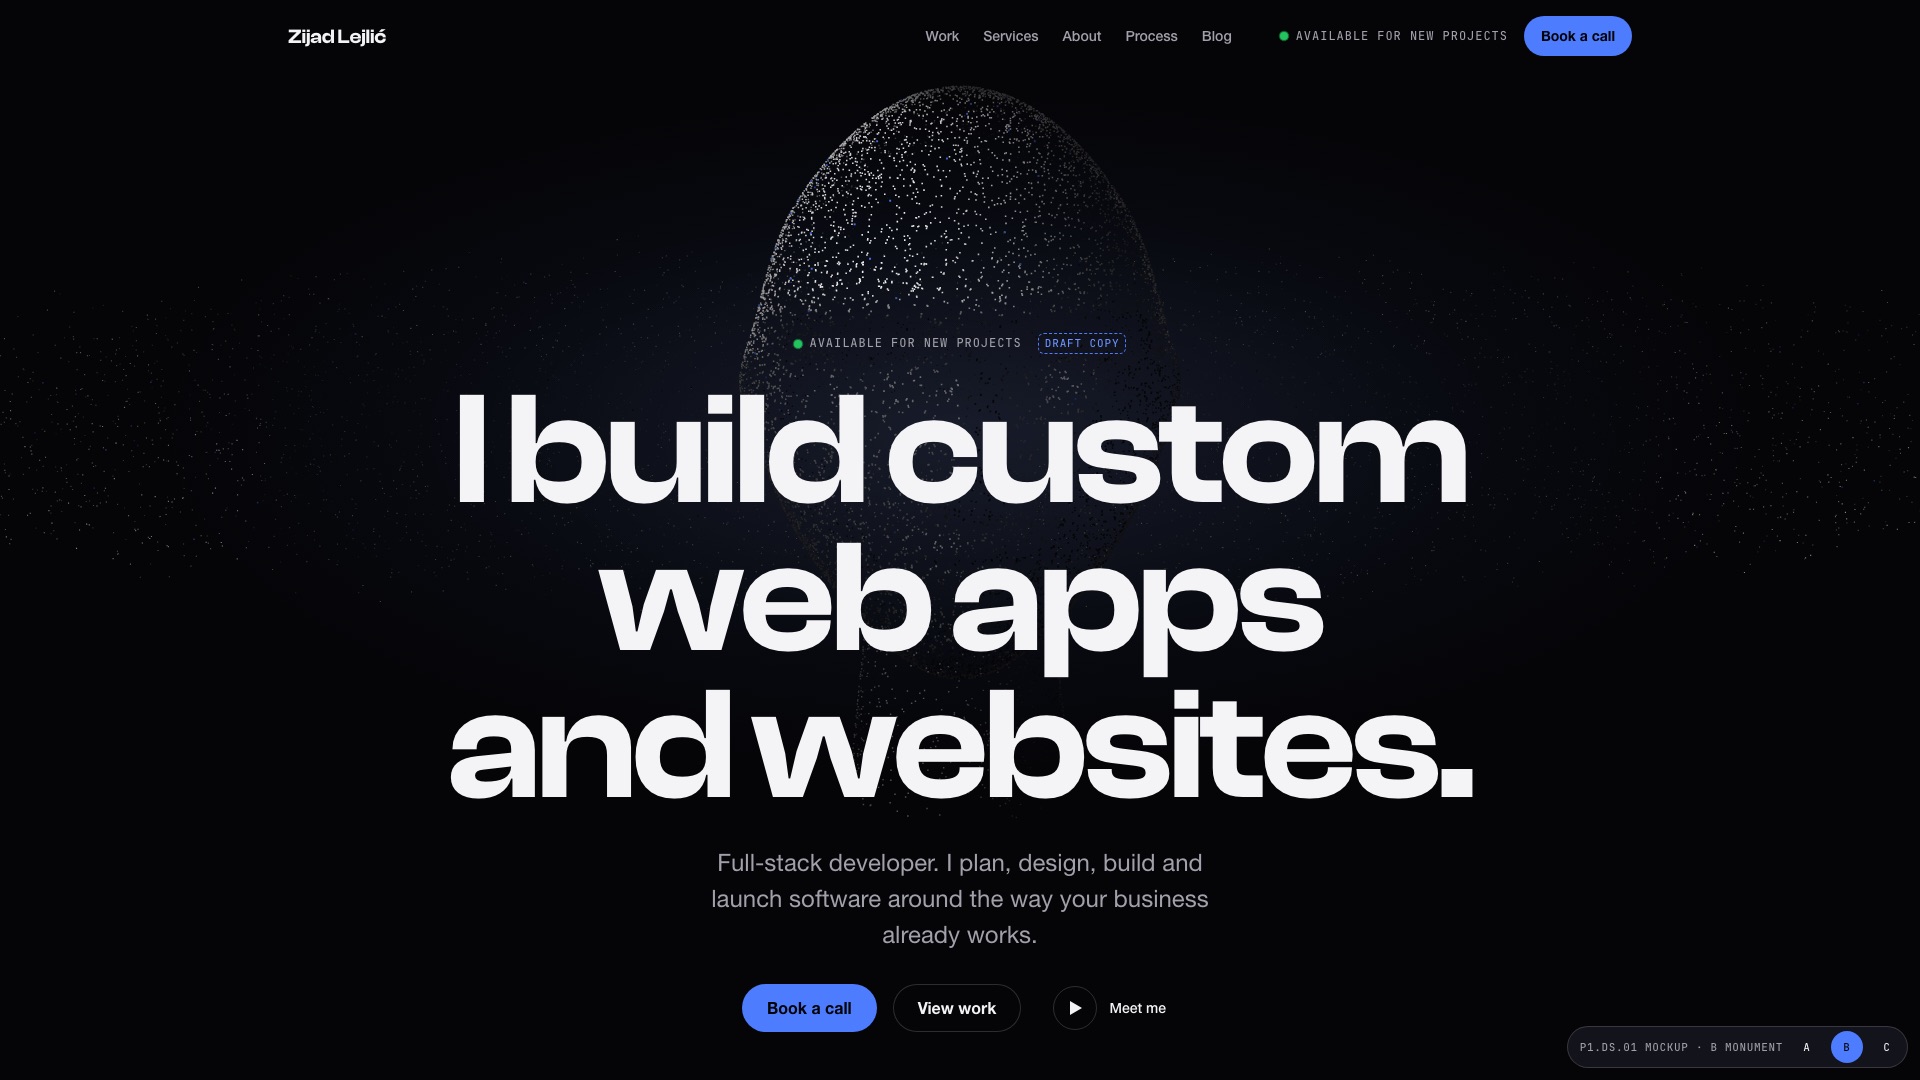 Zijad Lejlić
Work
Services
About
Process
Blog
AVAILABLE FOR NEW PROJECTS
Book a call
AVAILABLE FOR NEW PROJECTS
DRAFT COPY
I build custom
web apps
and websites.
Full-stack developer. I plan, design, build and
launch software around the way your business
already works.
Book a call
View work
Meet me
P1.DS.01 MOCKUP · B MONUMENT
A
B
C